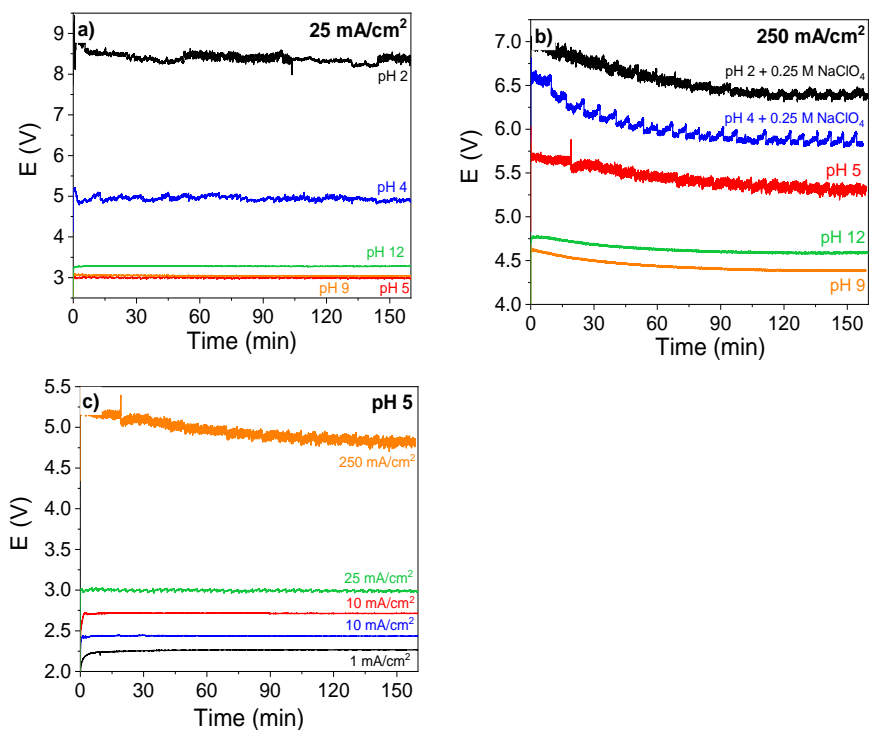 a) 25 mA/cm²
E (V)
9
8
7
6
5
4
3
pH 2
pH 4
pH 12
pH 9 pH 5
0 30 60 90 120 150
Time (min)
b) 250 mA/cm²
E (V)
7.0
6.5
6.0
5.5
5.0
4.5
4.0
pH 2 + 0.25 M NaClO₄
pH 4 + 0.25 M NaClO₄
pH 5
pH 12
pH 9
0 30 60 90 120 150
Time (min)
c) pH 5
E (V)
5.5
5.0
4.5
4.0
3.5
3.0
2.5
2.0
250 mA/cm²
25 mA/cm²
10 mA/cm²
10 mA/cm²
1 mA/cm²
0 30 60 90 120 150
Time (min)